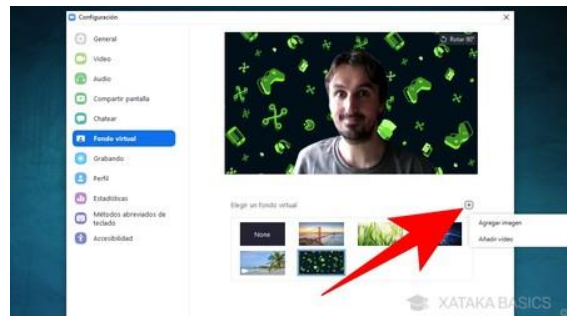 Configuración
General
Vídeo
Audio
Compartir pantalla
Chatear
Fondo virtual
Grabando
Perfil
Estadísticas
Métodos abreviados de
teclado
Accesibilidad
Rotar 90°
Elegir un fondo virtual
None
Agregar imagen
Añadir vídeo
XATAKA BASICS